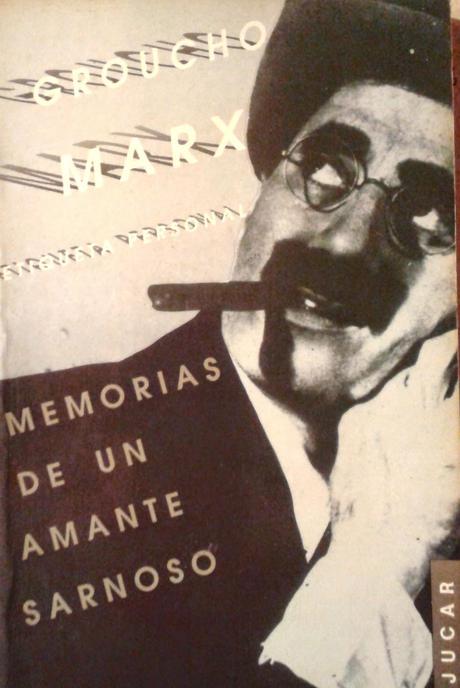 GROUCHO
MARX
ETIQUETA PERSONAL
MEMORIAS
DE UN
AMANTE
SARNOSO
JUCAR